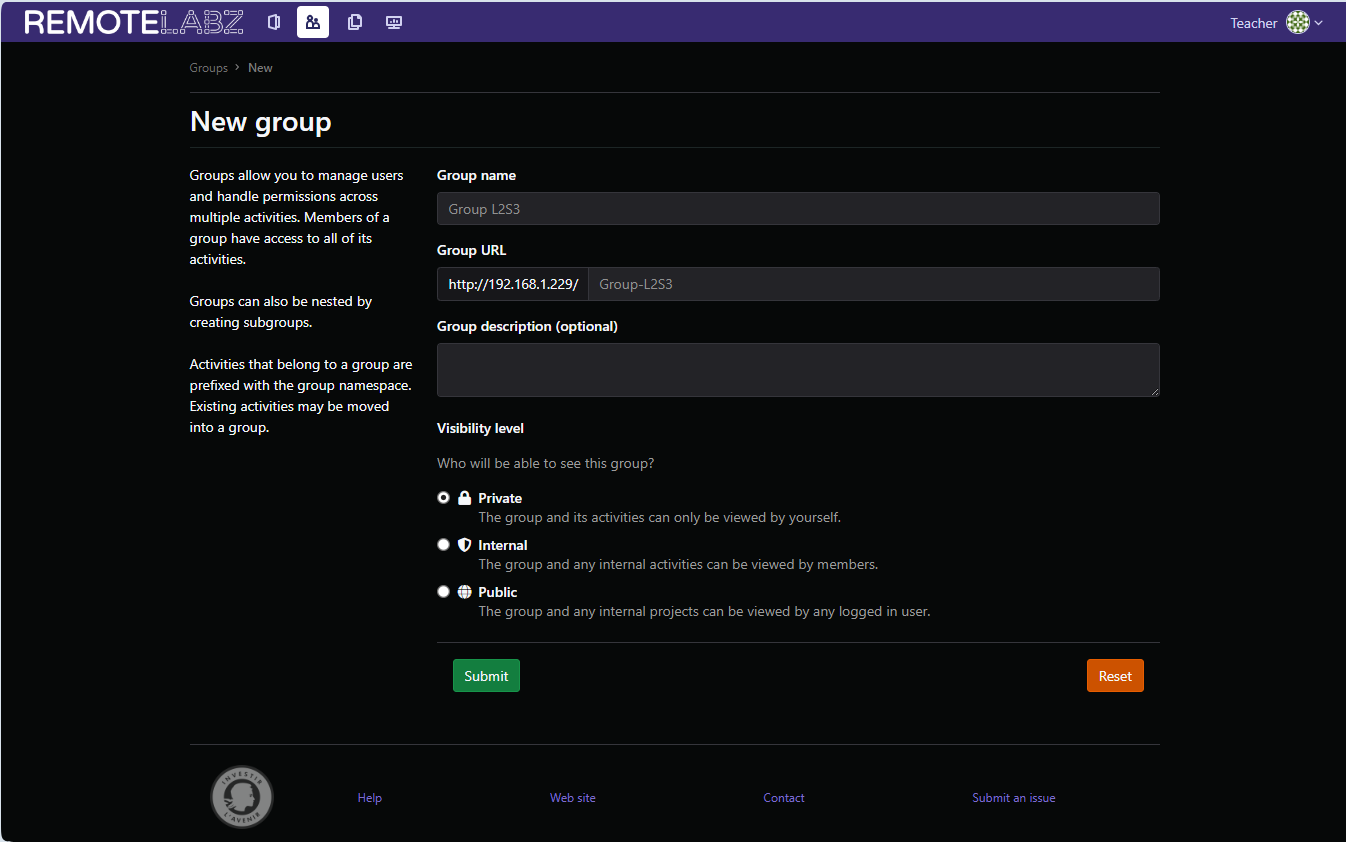 REMOTELABZ
Teacher
Groups > New
New group
Groups allow you to manage users
and handle permissions across
multiple activities. Members of a
group have access to all of its
activities.
Groups can also be nested by
creating subgroups.
Activities that belong to a group are
prefixed with the group namespace.
Existing activities may be moved
into a group.
Group name
Group L2S3
Group URL
http://192.168.1.229/ Group-L2S3
Group description (optional)
Visibility level
Who will be able to see this group?
Private
The group and its activities can only be viewed by yourself.
Internal
The group and any internal activities can be viewed by members.
Public
The group and any internal projects can be viewed by any logged in user.
Submit Reset
INVESTIR
L'AVENIR
Help Web site Contact Submit an issue